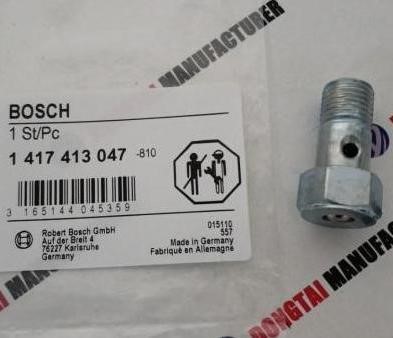 BOSCH
1 St/Pc
1 417 413 047 -810
3 165144 045359
Robert Bosch GmbH
Auf der Breit 4
76227 Karlsruhe
Germany
015110
557
Made in Germany
Fabriqué en Allemagne
MANUFACTURER
DONGTAI MANUFACTURER